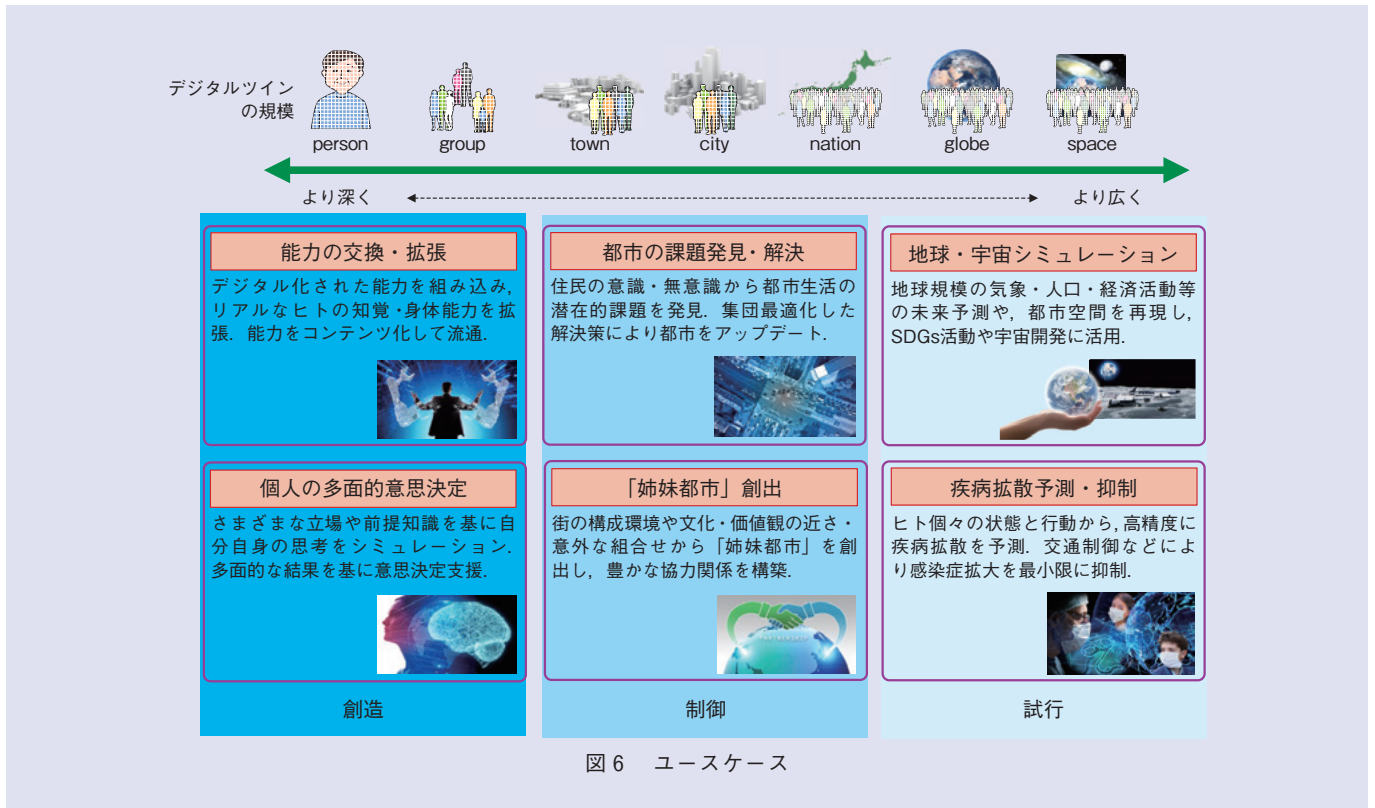 デジタルツイン
の規模
person group town city nation globe space
より深く より広く
能力の交換・拡張
デジタル化された能力を組み込み,
リアルなヒトの知覚・身体能力を拡
張. 能力をコンテンツ化して流通.
個人の多面的意思決定
さまざまな立場や前提知識を基に自
分自身の思考をシミュレーション.
多面的な結果を基に意思決定支援.
創造
都市の課題発見・解決
住民の意識・無意識から都市生活の
潜在的課題を発見. 集団最適化した
解決策により都市をアップデート.
「姉妹都市」創出
街の構成環境や文化・価値観の近さ・
意外な組合せから「姉妹都市」を創
出し, 豊かな協力関係を構築.
PARTNERSHIP
制御
地球・宇宙シミュレーション
地球規模の気象・人口・経済活動等
の未来予測や, 都市空間を再現し,
SDGs活動や宇宙開発に活用.
疾病拡散予測・抑制
ヒト個々の状態と行動から, 高精度に
疾病拡散を予測. 交通制御などによ
り感染症拡大を最小限に抑制.
試行
図6 ユースケース